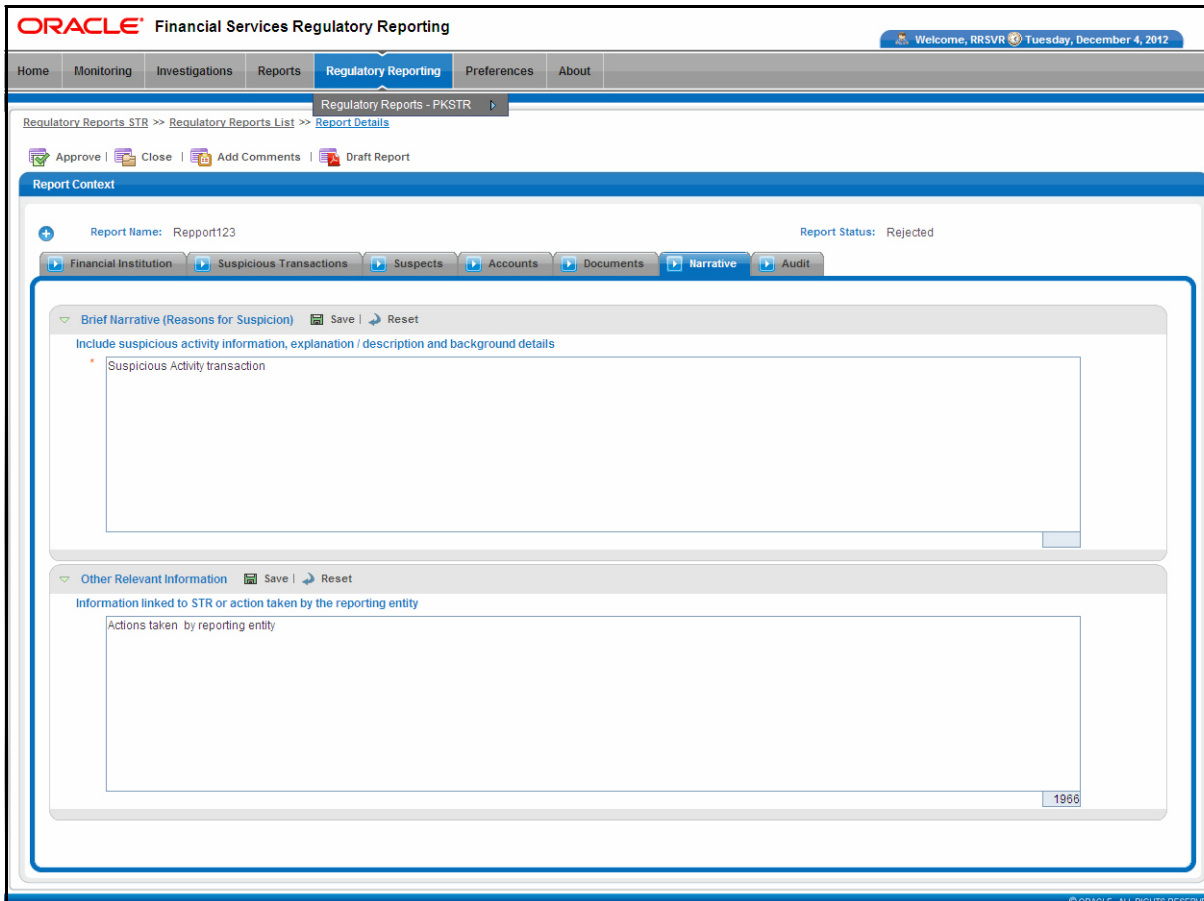 ORACLE® Financial Services Regulatory Reporting
Welcome, RRSVR Tuesday, December 4, 2012
Home Monitoring Investigations Reports Regulatory Reporting Preferences About
Regulatory Reports - PKSTR
Regulatory Reports STR >> Regulatory Reports List >> Report Details
Approve | Close | Add Comments | Draft Report
Report Context
Report Name: Repport123 Report Status: Rejected
Financial Institution Suspicious Transactions Suspects Accounts Documents Narrative Audit
Brief Narrative (Reasons for Suspicion) Save | Reset
Include suspicious activity information, explanation / description and background details
* Suspicious Activity transaction
Other Relevant Information Save | Reset
Information linked to STR or action taken by the reporting entity
Actions taken by reporting entity
1966
© ORACLE. ALL RIGHTS RESERV